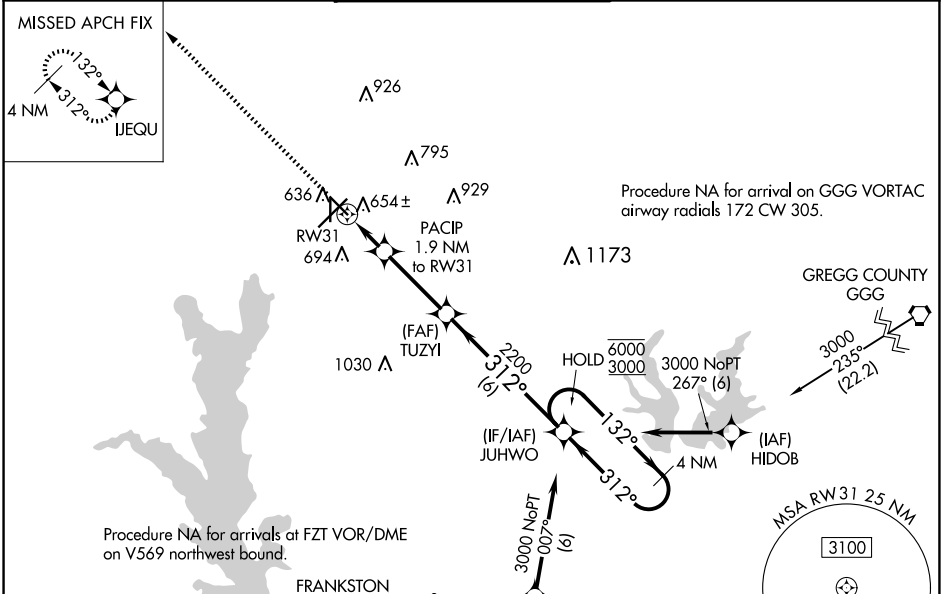 MISSED APCH FIX
132°
312°
4 NM
IJEQU
926
795
636
654±
929
RW31
694
PACIP
1.9 NM
to RW31
Procedure NA for arrival on GGG VORTAC
airway radials 172 CW 305.
1173
GREGG COUNTY
GGG
3000
235°
(22.2)
(FAF)
TUZYI
1030
2200
312°
(6)
HOLD
6000
3000
3000 NoPT
267° (6)
132°
312°
4 NM
(IF/IAF)
JUHWO
(IAF)
HIDOB
3000 NoPT
007°
(6)
Procedure NA for arrivals at FZT VOR/DME
on V569 northwest bound.
FRANKSTON
MSA RW31 25 NM
3100